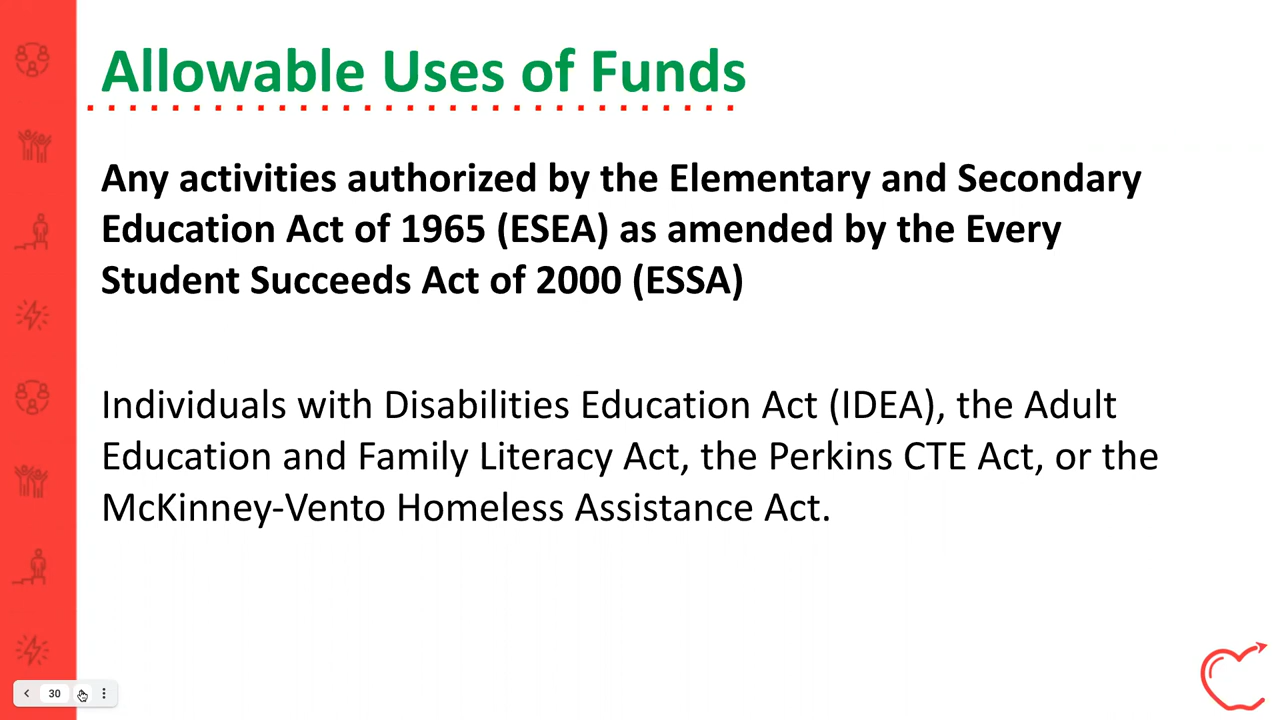 Allowable Uses of Funds
Any activities authorized by the Elementary and Secondary
Education Act of 1965 (ESEA) as amended by the Every
Student Succeeds Act of 2000 (ESSA)
Individuals with Disabilities Education Act (IDEA), the Adult
Education and Family Literacy Act, the Perkins CTE Act, or the
McKinney-Vento Homeless Assistance Act.
30